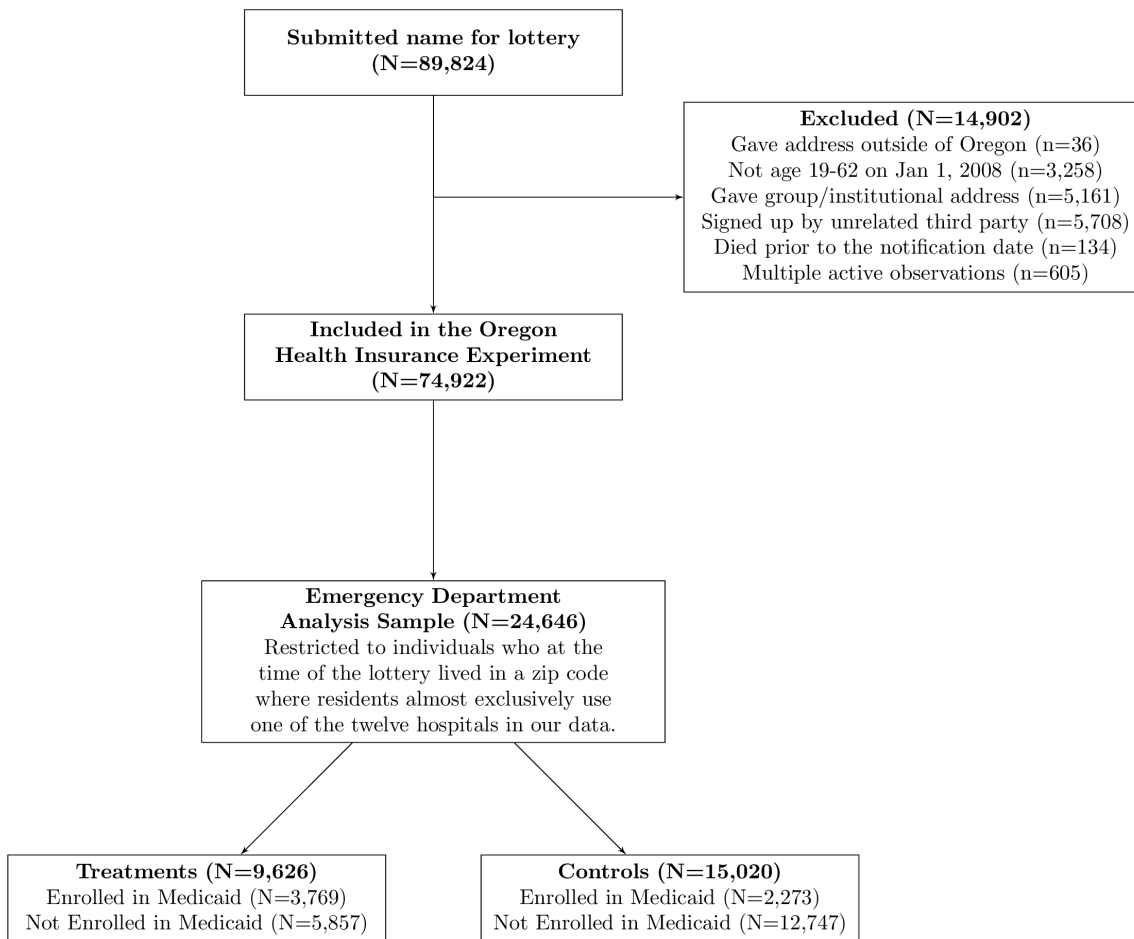 Submitted name for lottery
(N=89,824)
Excluded (N=14,902)
Gave address outside of Oregon (n=36)
Not age 19-62 on Jan 1, 2008 (n=3,258)
Gave group/institutional address (n=5,161)
Signed up by unrelated third party (n=5,708)
Died prior to the notification date (n=134)
Multiple active observations (n=605)
Included in the Oregon
Health Insurance Experiment
(N=74,922)
Emergency Department
Analysis Sample (N=24,646)
Restricted to individuals who at the
time of the lottery lived in a zip code
where residents almost exclusively use
one of the twelve hospitals in our data.
Treatments (N=9,626)
Enrolled in Medicaid (N=3,769)
Not Enrolled in Medicaid (N=5,857)
Controls (N=15,020)
Enrolled in Medicaid (N=2,273)
Not Enrolled in Medicaid (N=12,747)